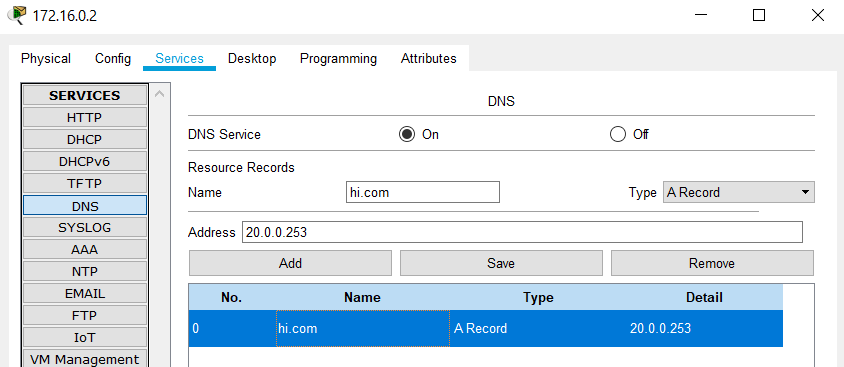 172.16.0.2
Physical Config Services Desktop Programming Attributes
SERVICES
HTTP
DHCP
DHCPv6
TFTP
DNS
SYSLOG
AAA
NTP
EMAIL
FTP
IoT
VM Management
DNS
DNS Service On Off
Resource Records
Name hi.com Type A Record
Address 20.0.0.253
Add Save Remove
No. Name Type Detail
0 hi.com A Record 20.0.0.253